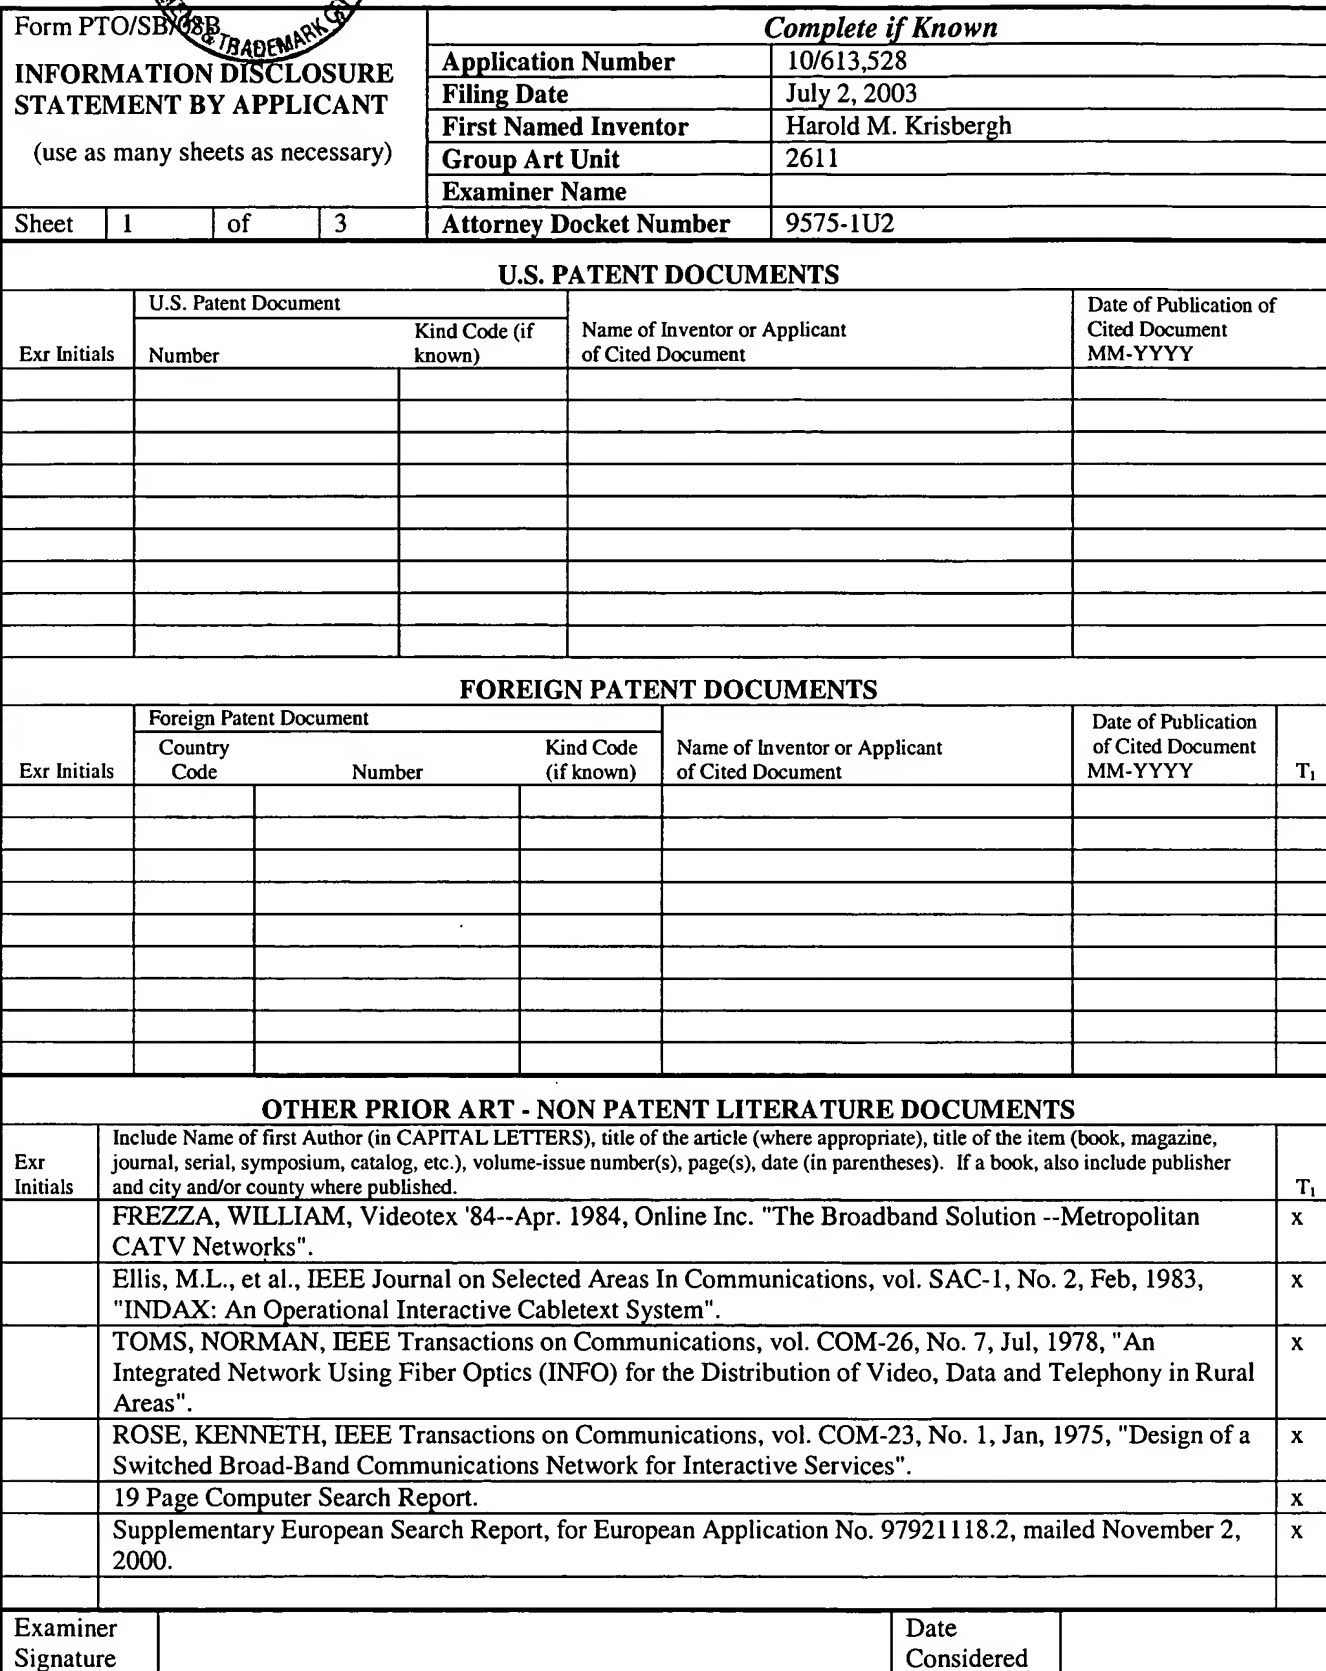 Form PTO/SB/08B
& TRADEMARK
INFORMATION DISCLOSURE
STATEMENT BY APPLICANT
(use as many sheets as necessary)
Sheet 1 of 3
Complete if Known
Application Number 10/613,528
Filing Date July 2, 2003
First Named Inventor Harold M. Krisbergh
Group Art Unit 2611
Examiner Name
Attorney Docket Number 9575-1U2
U.S. PATENT DOCUMENTS
Exr Initials
U.S. Patent Document
Number
Kind Code (if
known)
Name of Inventor or Applicant
of Cited Document
Date of Publication of
Cited Document
MM-YYYY
FOREIGN PATENT DOCUMENTS
Exr Initials
Foreign Patent Document
Country
Code
Number
Kind Code
(if known)
Name of Inventor or Applicant
of Cited Document
Date of Publication
of Cited Document
MM-YYYY
T1
OTHER PRIOR ART - NON PATENT LITERATURE DOCUMENTS
Exr
Initials
Include Name of first Author (in CAPITAL LETTERS), title of the article (where appropriate), title of the item (book, magazine,
journal, serial, symposium, catalog, etc.), volume-issue number(s), page(s), date (in parentheses). If a book, also include publisher
and city and/or county where published.
T1
FREZZA, WILLIAM, Videotex '84--Apr. 1984, Online Inc. "The Broadband Solution --Metropolitan x
CATV Networks".
Ellis, M.L., et al., IEEE Journal on Selected Areas In Communications, vol. SAC-1, No. 2, Feb, 1983, x
"INDAX: An Operational Interactive Cabletext System".
TOMS, NORMAN, IEEE Transactions on Communications, vol. COM-26, No. 7, Jul, 1978, "An x
Integrated Network Using Fiber Optics (INFO) for the Distribution of Video, Data and Telephony in Rural
Areas".
ROSE, KENNETH, IEEE Transactions on Communications, vol. COM-23, No. 1, Jan, 1975, "Design of a x
Switched Broad-Band Communications Network for Interactive Services".
19 Page Computer Search Report. x
Supplementary European Search Report, for European Application No. 97921118.2, mailed November 2, x
2000.
Examiner
Signature
Date
Considered